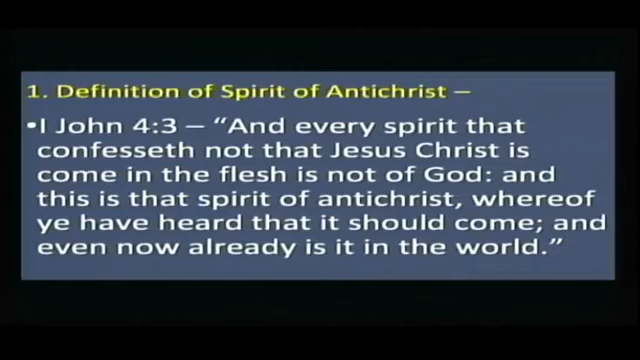 1. Definition of Spirit of Antichrist –
•I John 4:3 – “And every spirit that
confesseth not that Jesus Christ is
come in the flesh is not of God: and
this is that spirit of antichrist, whereof
ye have heard that it should come; and
even now already is it in the world.”